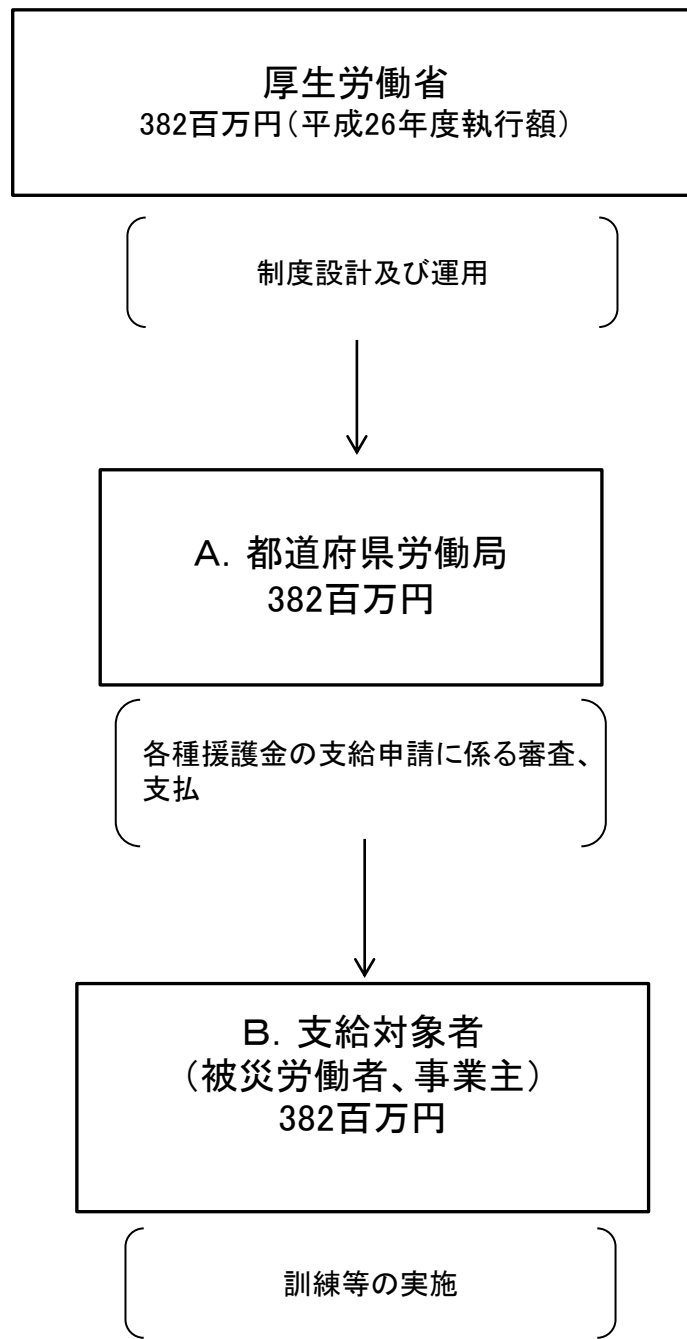 厚生労働省
382百万円(平成26年度執行額)
制度設計及び運用
A. 都道府県労働局
382百万円
各種援護金の支給申請に係る審査、
支払
B. 支給対象者
(被災労働者、事業主)
382百万円
訓練等の実施